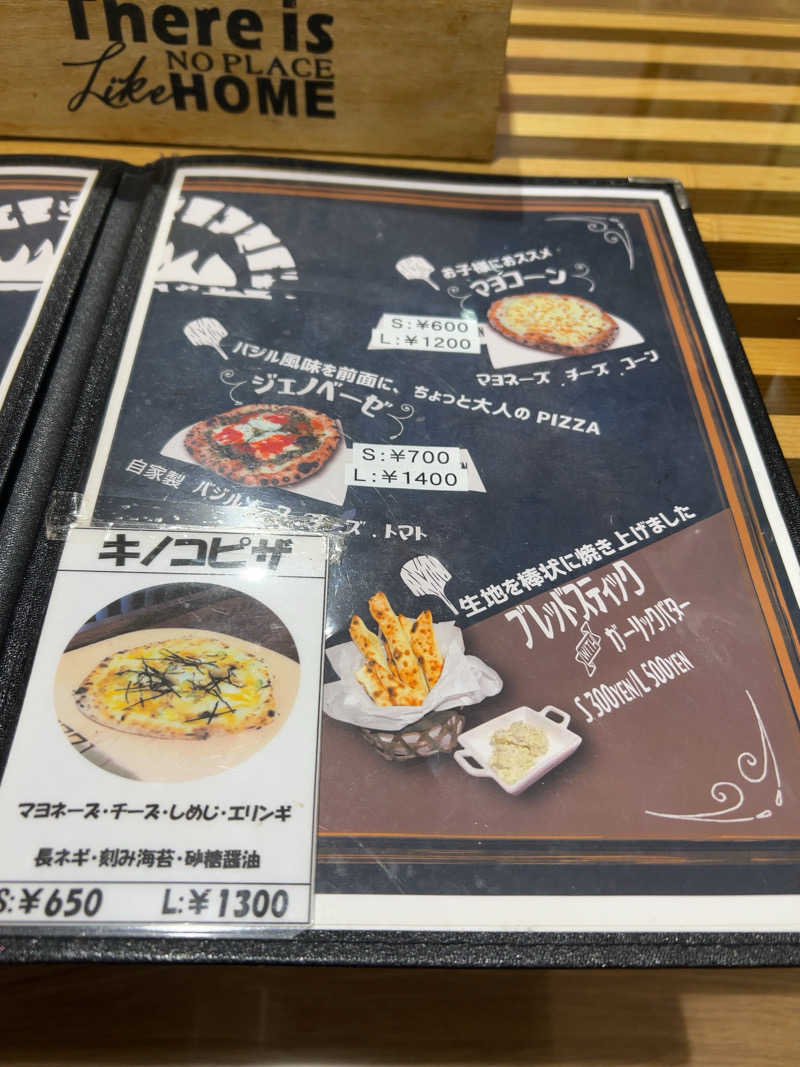 There is
NO PLACE
Like HOME
お子様におススメ
マヨコーン
S:¥600
L:¥1200
マヨネーズ.チーズ.コーン
バジル風味を前面に、ちょっと大人の PIZZA
ジェノベーゼ
S:¥700
L:¥1400
自家製 バジルソース.チーズ.トマト
キノコピザ
マヨネーズ・チーズ・しめじ・エリンギ
長ネギ・刻み海苔・砂糖醤油
S:¥650 L:¥1300
生地を棒状に焼き上げました
ブレッドスティック
WITH ガーリックバター
S 300YEN/L 500YEN